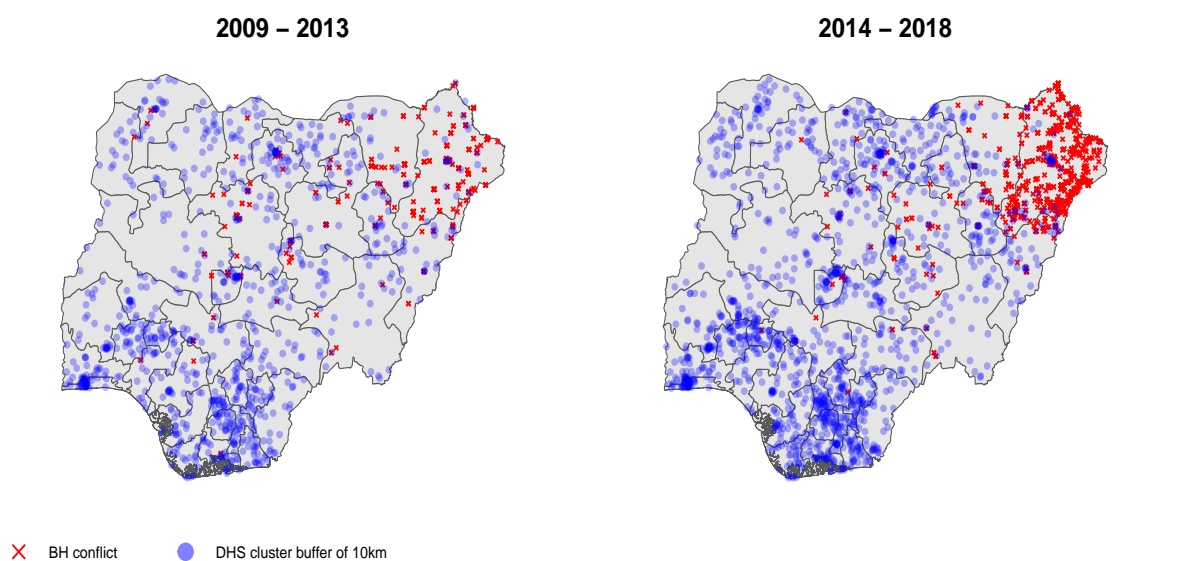 2009 – 2013
2014 – 2018
BH conflict
DHS cluster buffer of 10km